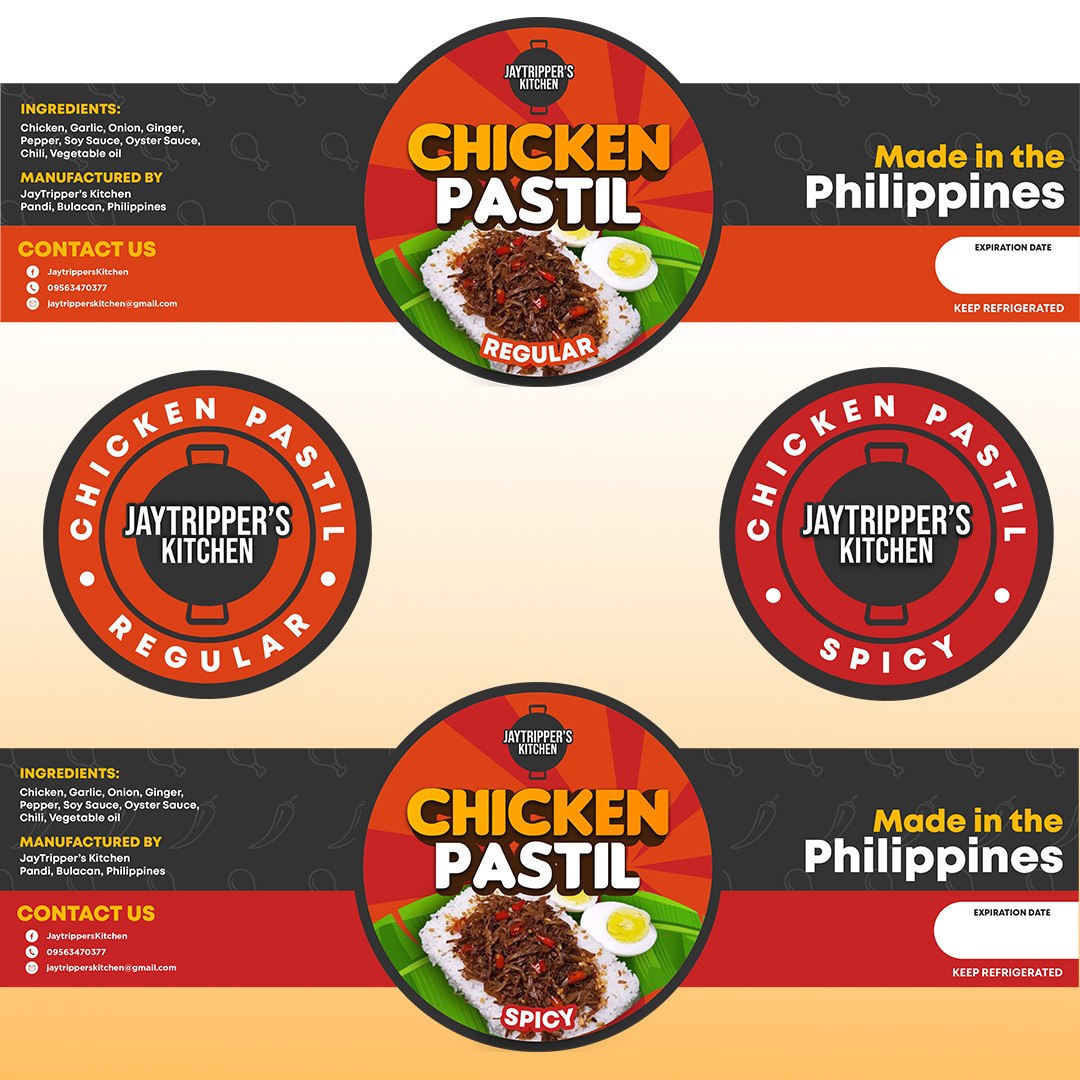 JAYTRIPPER'S
KITCHEN
CHICKEN
PASTIL
REGULAR
INGREDIENTS:
Chicken, Garlic, Onion, Ginger,
Pepper, Soy Sauce, Oyster Sauce,
Chili, Vegetable oil
MANUFACTURED BY
JayTripper's Kitchen
Pandi, Bulacan, Philippines
CONTACT US
JaytrippersKitchen
09563470377
jaytripperskitchen@gmail.com
Made in the
Philippines
EXPIRATION DATE
KEEP REFRIGERATED
CHICKEN PASTIL
JAYTRIPPER'S
KITCHEN
REGULAR
CHICKEN PASTIL
JAYTRIPPER'S
KITCHEN
SPICY
JAYTRIPPER'S
KITCHEN
CHICKEN
PASTIL
SPICY
INGREDIENTS:
Chicken, Garlic, Onion, Ginger,
Pepper, Soy Sauce, Oyster Sauce,
Chili, Vegetable oil
MANUFACTURED BY
JayTripper's Kitchen
Pandi, Bulacan, Philippines
CONTACT US
JaytrippersKitchen
09563470377
jaytripperskitchen@gmail.com
Made in the
Philippines
EXPIRATION DATE
KEEP REFRIGERATED